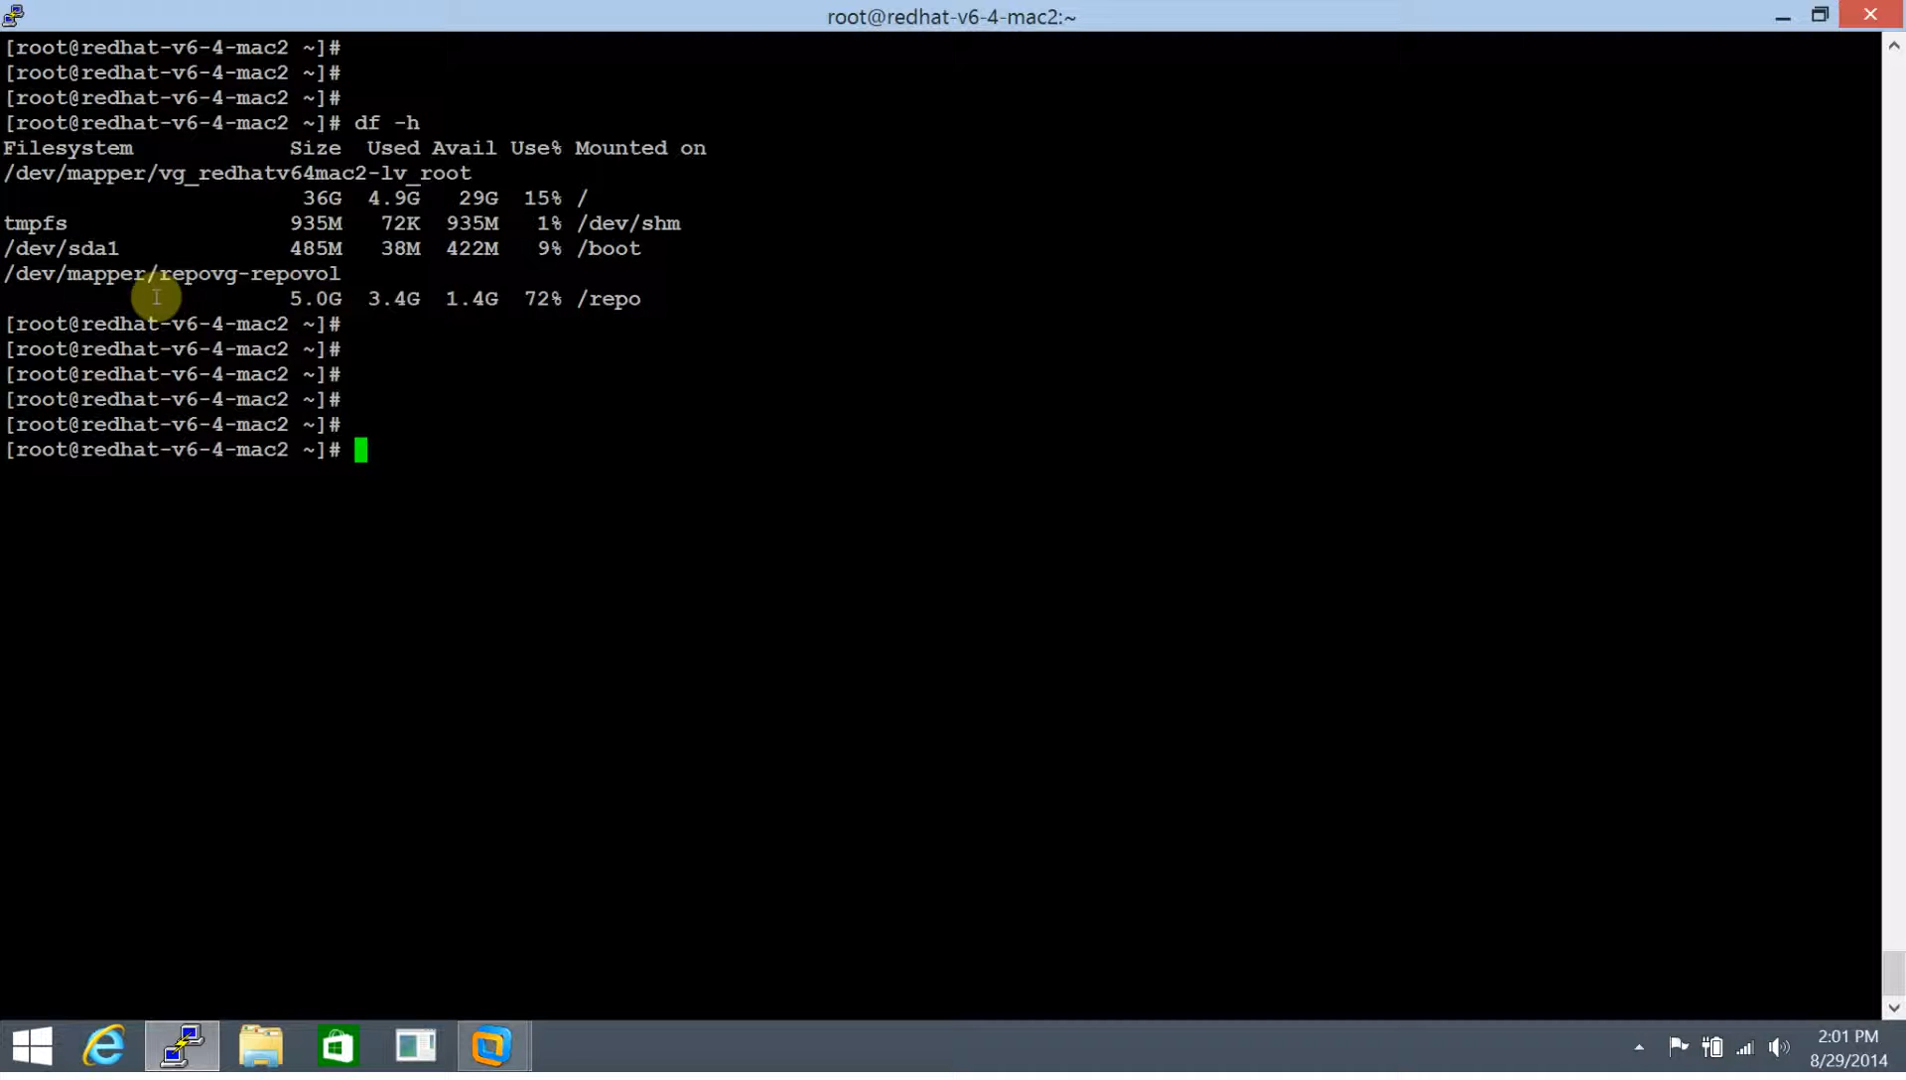 root@redhat-v6-4-mac2:~
[root@redhat-v6-4-mac2 ~]#
[root@redhat-v6-4-mac2 ~]#
[root@redhat-v6-4-mac2 ~]#
[root@redhat-v6-4-mac2 ~]# df -h
Filesystem            Size  Used Avail Use% Mounted on
/dev/mapper/vg_redhatv64mac2-lv_root
                       36G  4.9G   29G  15% /
tmpfs                 935M   72K  935M   1% /dev/shm
/dev/sda1             485M   38M  422M   9% /boot
/dev/mapper/repovg-repovol
                      5.0G  3.4G  1.4G  72% /repo
[root@redhat-v6-4-mac2 ~]#
[root@redhat-v6-4-mac2 ~]#
[root@redhat-v6-4-mac2 ~]#
[root@redhat-v6-4-mac2 ~]#
[root@redhat-v6-4-mac2 ~]#
[root@redhat-v6-4-mac2 ~]#
2:01 PM
8/29/2014